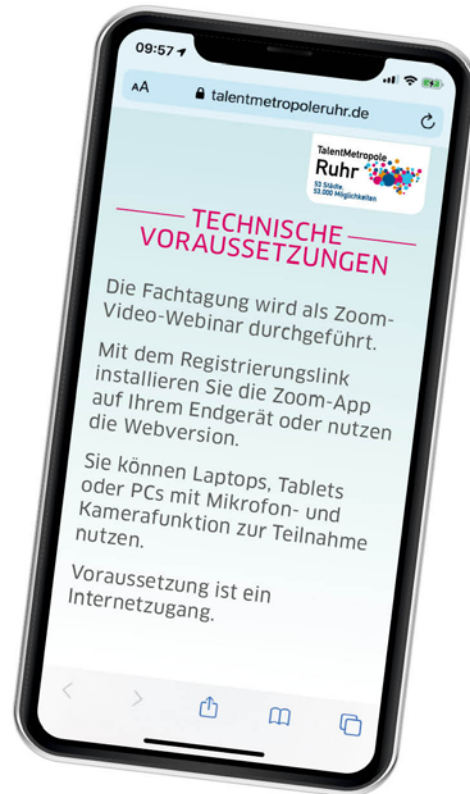 09:57
AA talentmetropoleruhr.de
TalentMetropole
Ruhr
53 Städte.
53.000 Möglichkeiten
TECHNISCHE
VORAUSSETZUNGEN
Die Fachtagung wird als Zoom-
Video-Webinar durchgeführt.
Mit dem Registrierungslink
installieren Sie die Zoom-App
auf Ihrem Endgerät oder nutzen
die Webversion.
Sie können Laptops, Tablets
oder PCs mit Mikrofon- und
Kamerafunktion zur Teilnahme
nutzen.
Voraussetzung ist ein
Internetzugang.